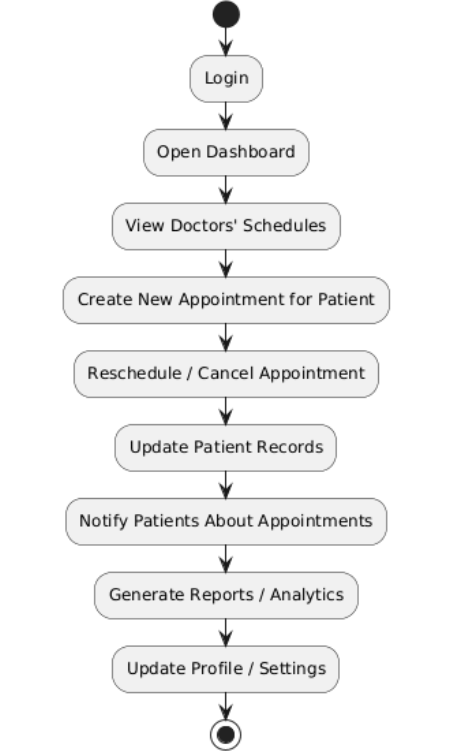 Login
Open Dashboard
View Doctors' Schedules
Create New Appointment for Patient
Reschedule / Cancel Appointment
Update Patient Records
Notify Patients About Appointments
Generate Reports / Analytics
Update Profile / Settings